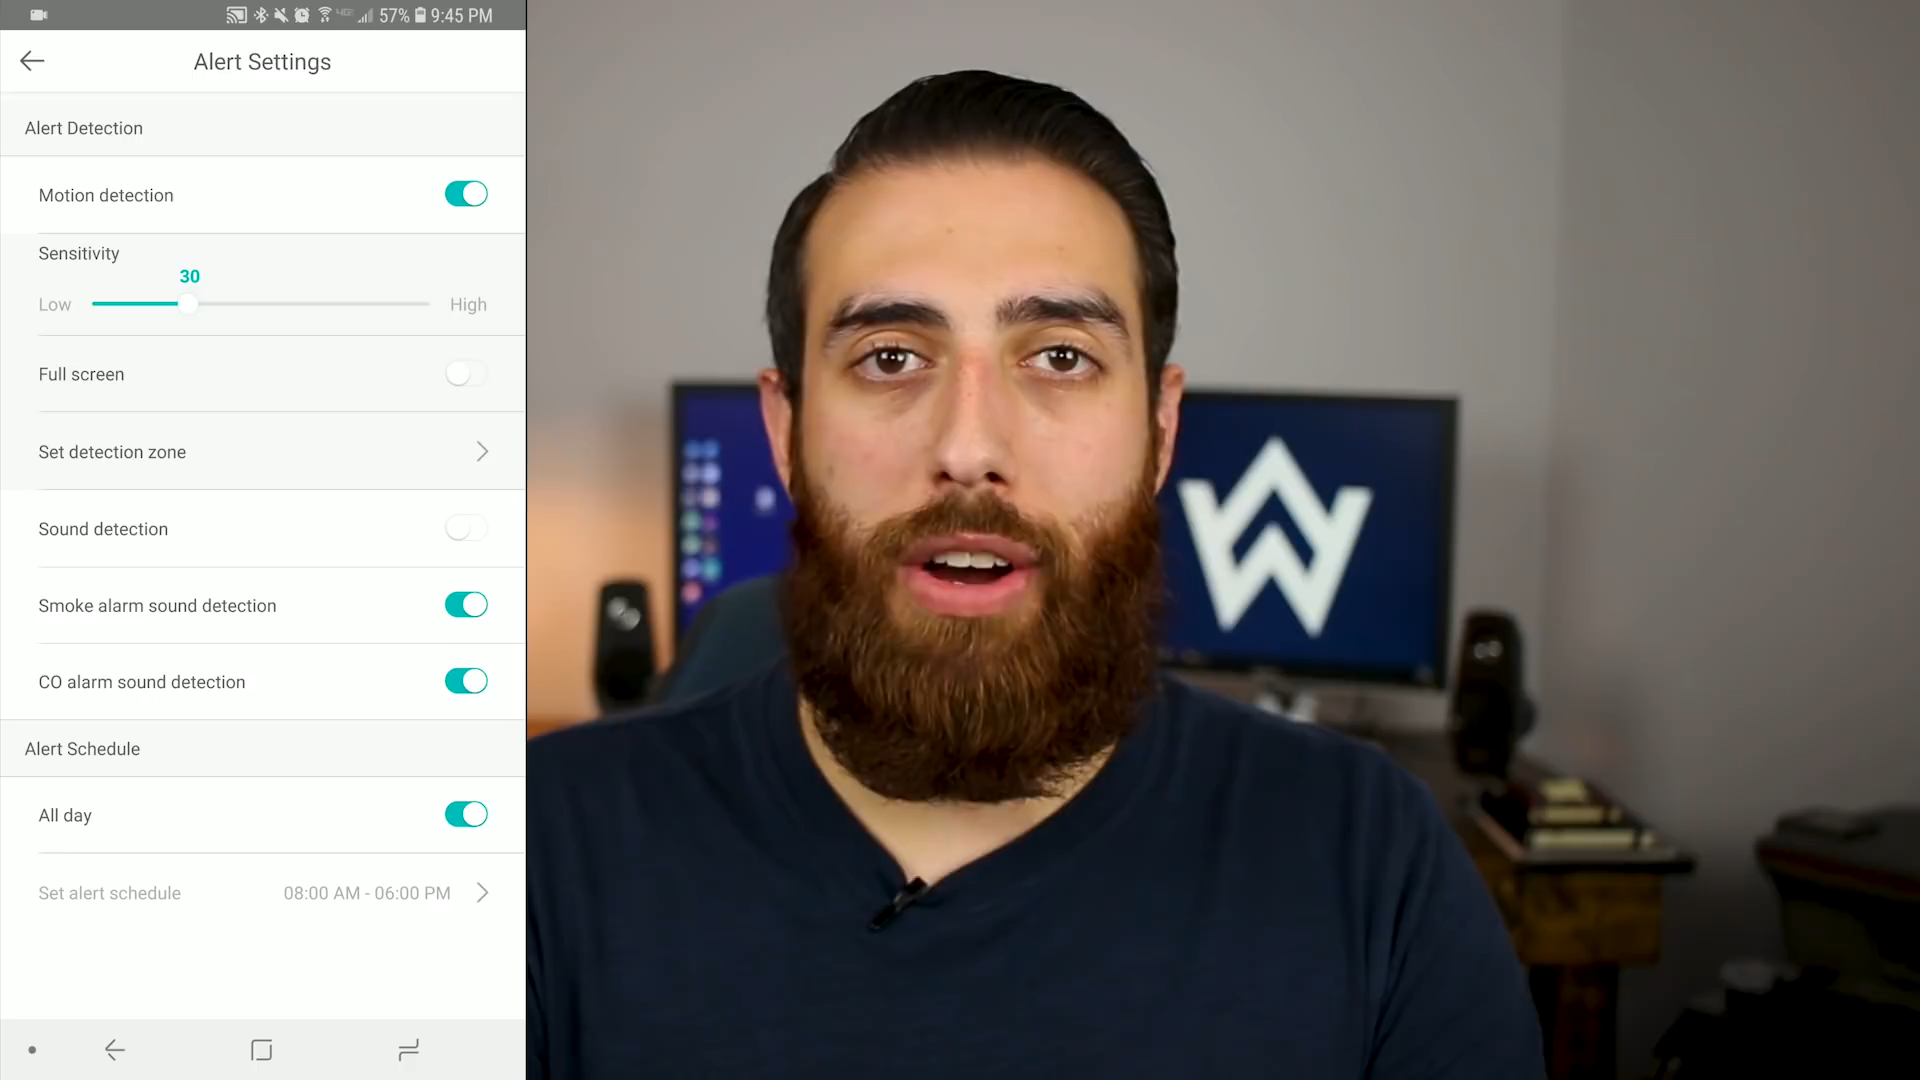 57% 9:45 PM
Alert Settings
Alert Detection
Motion detection
Sensitivity
30
Low High
Full screen
Set detection zone
Sound detection
Smoke alarm sound detection
CO alarm sound detection
Alert Schedule
All day
Set alert schedule 08:00 AM - 06:00 PM